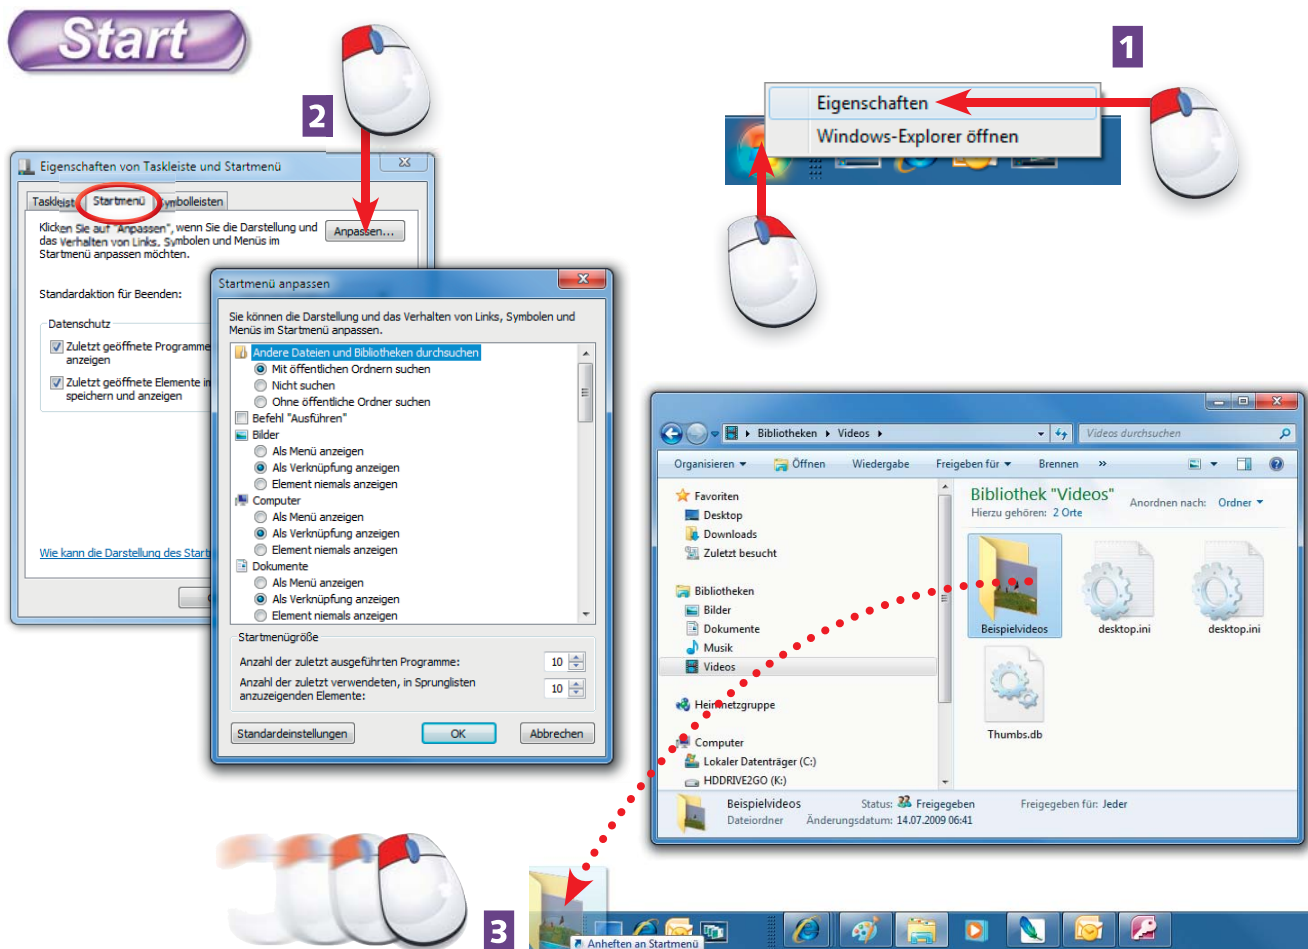 Start
1
Eigenschaften
Windows-Explorer öffnen
2
Eigenschaften von Taskleiste und Startmenü
Taskleiste Startmenü Symbolleisten
Klicken Sie auf "Anpassen", wenn Sie die Darstellung und
das Verhalten von Links, Symbolen und Menüs im
Startmenü anpassen möchten.
Anpassen...
Standardaktion für Beenden:
Datenschutz
Zuletzt geöffnete Programme
anzeigen
Zuletzt geöffnete Elemente
speichern und anzeigen
Wie kann die Darstellung des
Startmenü anpassen
Sie können die Darstellung und das Verhalten von Links, Symbolen und
Menüs im Startmenü anpassen.
Andere Dateien und Bibliotheken durchsuchen
Mit öffentlichen Ordnern suchen
Nicht suchen
Ohne öffentliche Ordner suchen
Befehl "Ausführen"
Bilder
Als Menü anzeigen
Als Verknüpfung anzeigen
Element niemals anzeigen
Computer
Als Menü anzeigen
Als Verknüpfung anzeigen
Element niemals anzeigen
Dokumente
Als Menü anzeigen
Als Verknüpfung anzeigen
Element niemals anzeigen
Startmenügröße
Anzahl der zuletzt ausgeführten Programme: 10
Anzahl der zuletzt verwendeten, in Sprunglisten
anzuzeigenden Elemente: 10
Standardeinstellungen OK Abbrechen
Bibliotheken Videos Videos durchsuchen
Organisieren Öffnen Wiedergabe Freigeben für Brennen »
Favoriten
Desktop
Downloads
Zuletzt besucht
Bibliotheken
Bilder
Dokumente
Musik
Videos
Heimnetzgruppe
Computer
Lokaler Datenträger (C:)
HDDRIVE2GO (K:)
Bibliothek "Videos"
Hierzu gehören: 2 Orte
Anordnen nach: Ordner
Beispielvideos desktop.ini desktop.ini
Thumbs.db
Beispielvideos Status: Freigegeben Freigegeben für: Jeder
Dateiordner Änderungsdatum: 14.07.2009 06:41
3
Anheften an Startmenü